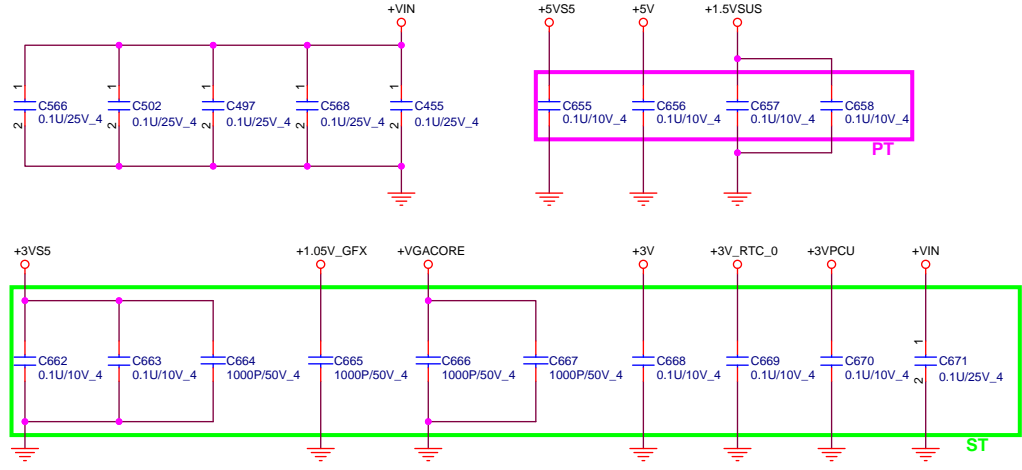 +VIN
+5VS5
+5V
+1.5VSUS
1
2
C566
0.1U/25V_4
1
2
C502
0.1U/25V_4
1
2
C497
0.1U/25V_4
1
2
C568
0.1U/25V_4
1
2
C455
0.1U/25V_4
C655
0.1U/10V_4
C656
0.1U/10V_4
C657
0.1U/10V_4
C658
0.1U/10V_4
PT
+3VS5
+1.05V_GFX
+VGACORE
+3V
+3V_RTC_0
+3VPCU
+VIN
C662
0.1U/10V_4
C663
0.1U/10V_4
C664
1000P/50V_4
C665
1000P/50V_4
C666
1000P/50V_4
C667
1000P/50V_4
C668
0.1U/10V_4
C669
0.1U/10V_4
C670
0.1U/10V_4
1
2
C671
0.1U/25V_4
ST